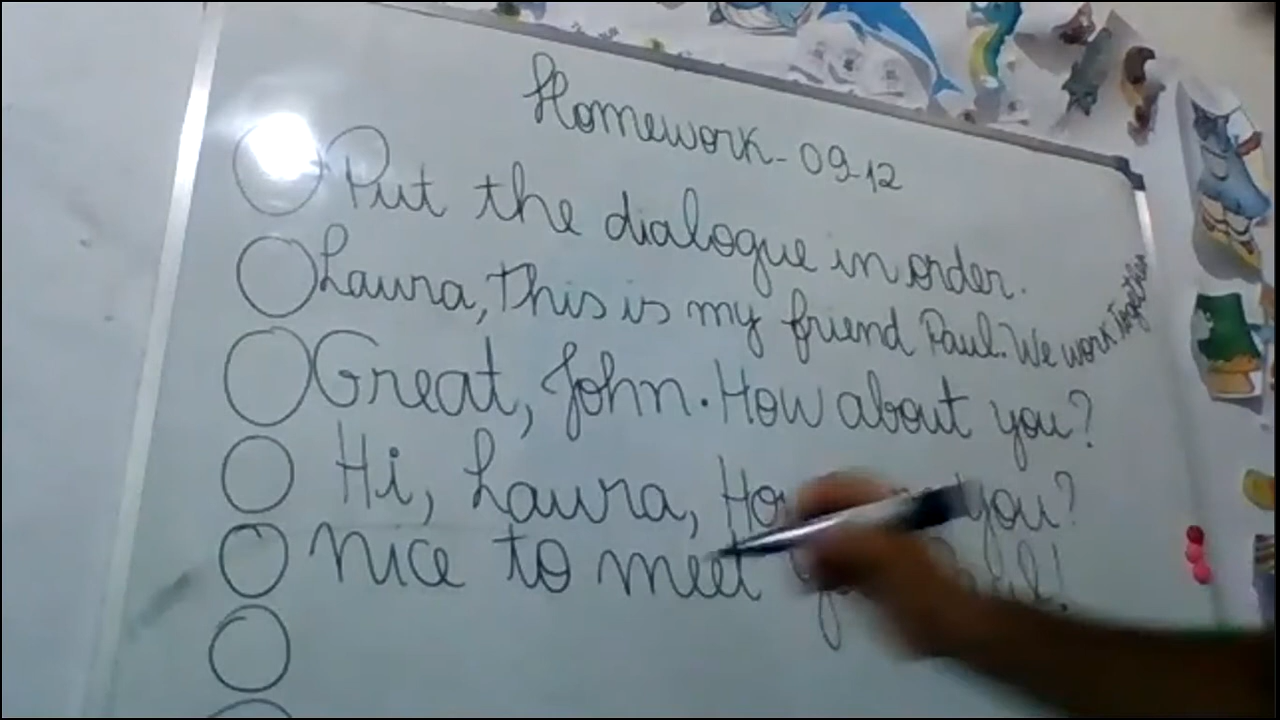 Homework - 09.12
Put the dialogue in order.
Laura, This is my friend Paul. We work together
Great, John. How about you?
Hi, Laura, you?
Nice to meet